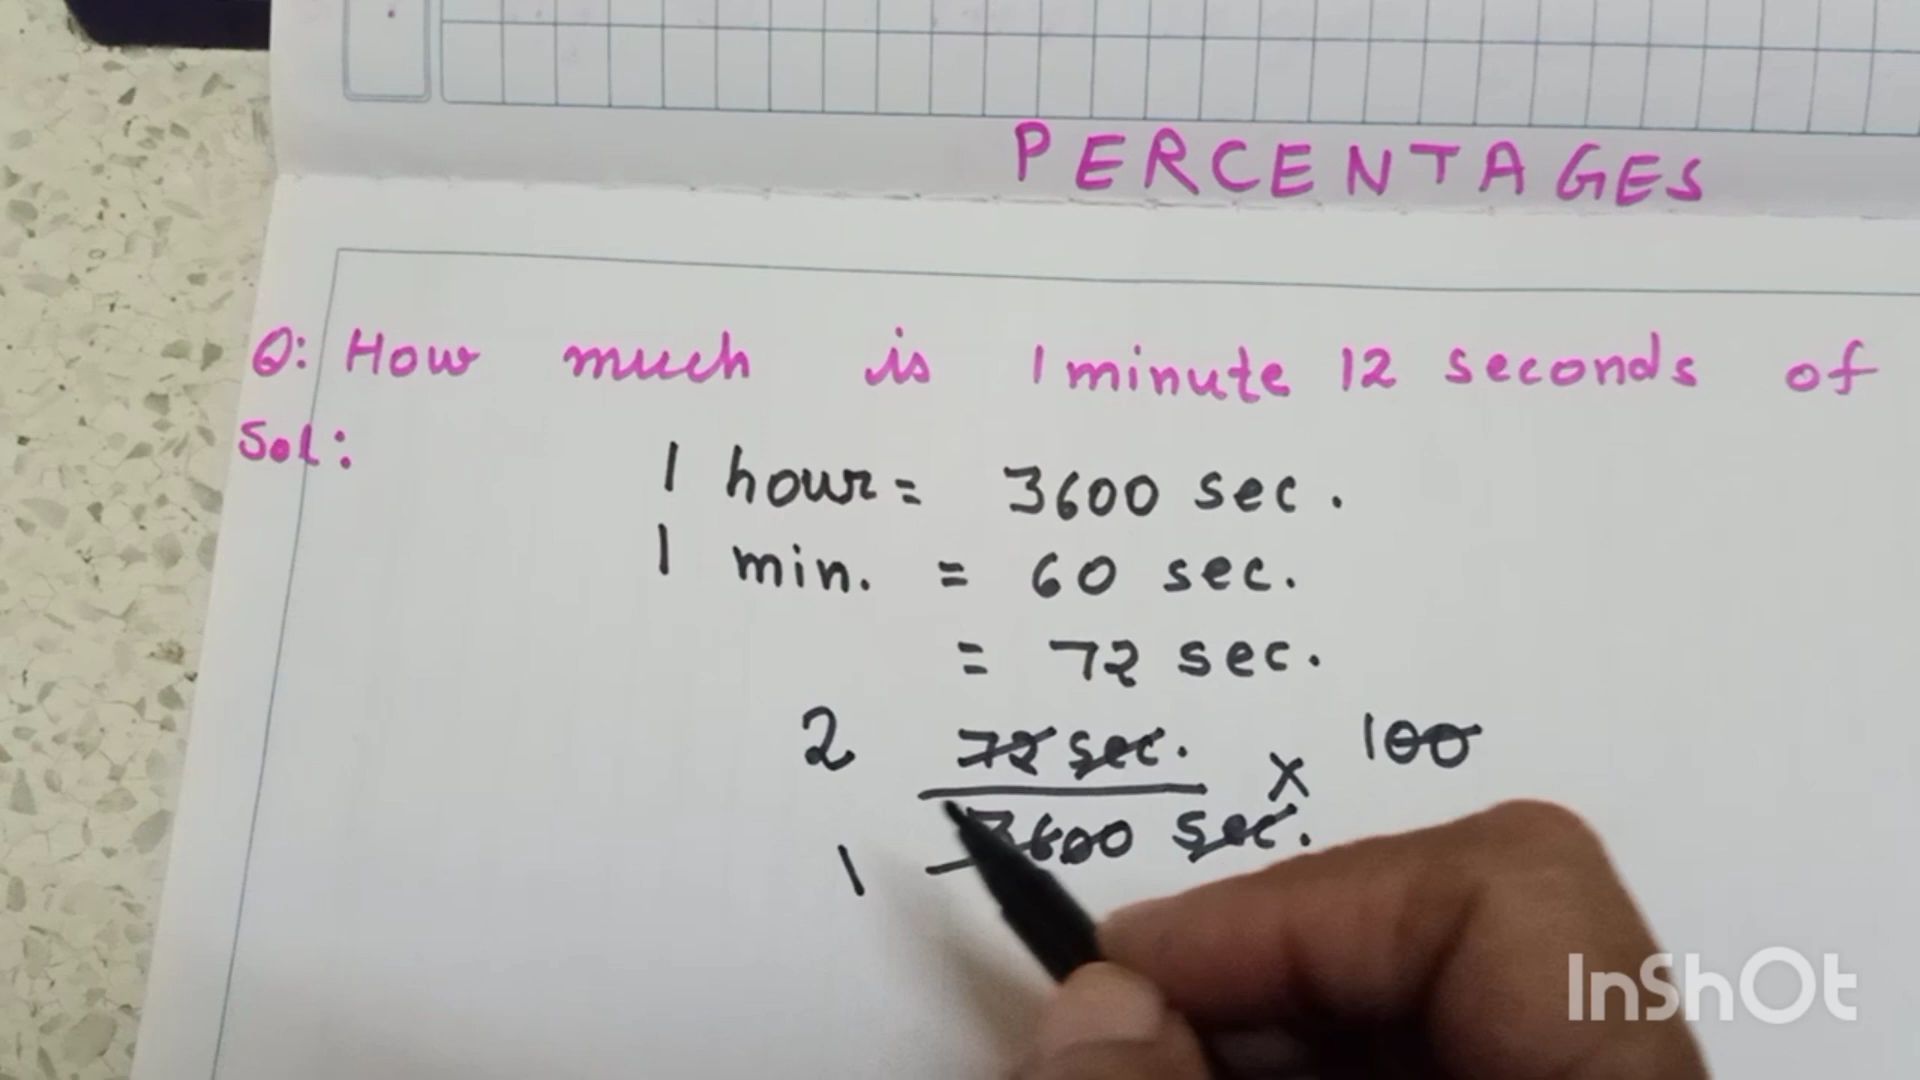 PERCENTAGES
Q: How much is 1 minute 12 seconds of
Sol:
1 hour = 3600 sec.
1 min. = 60 sec.
= 72 sec.
2 72 sec. x 100
1 3600 sec.
InShOt